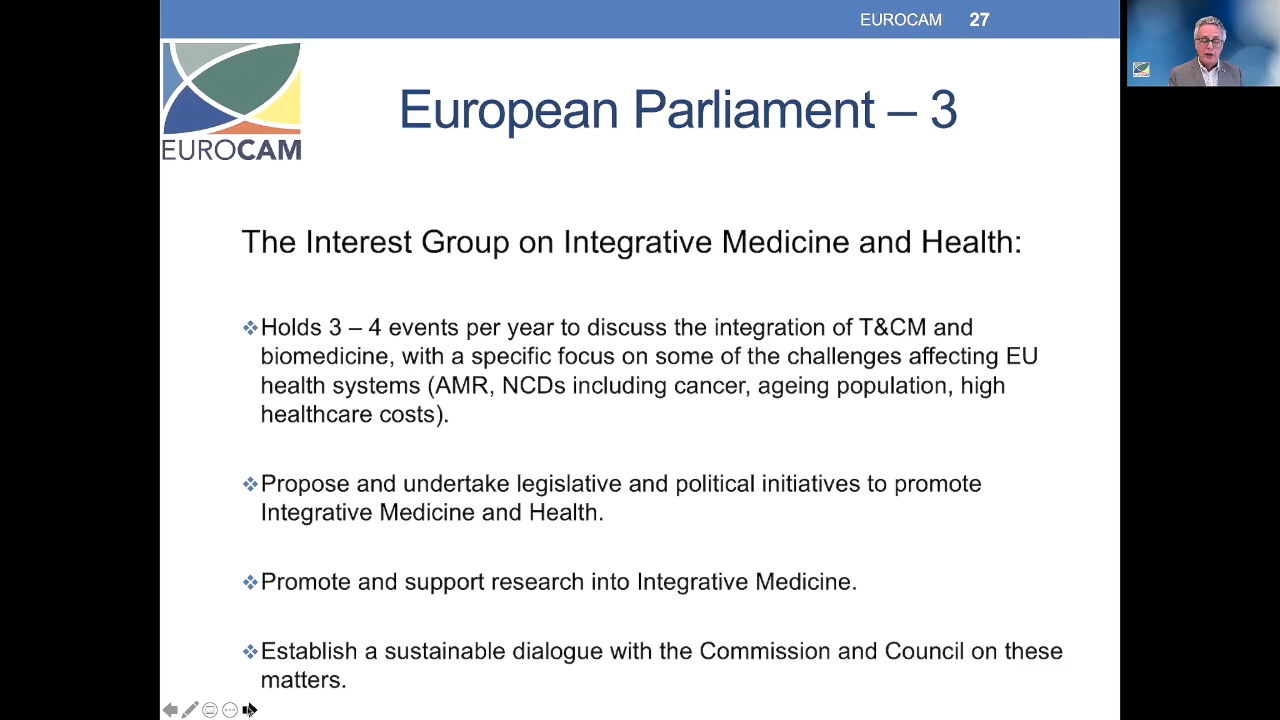 EUROCAM 27
EUROCAM
European Parliament – 3
The Interest Group on Integrative Medicine and Health:
❖Holds 3 – 4 events per year to discuss the integration of T&CM and
biomedicine, with a specific focus on some of the challenges affecting EU
health systems (AMR, NCDs including cancer, ageing population, high
healthcare costs).
❖Propose and undertake legislative and political initiatives to promote
Integrative Medicine and Health.
❖Promote and support research into Integrative Medicine.
❖Establish a sustainable dialogue with the Commission and Council on these
matters.